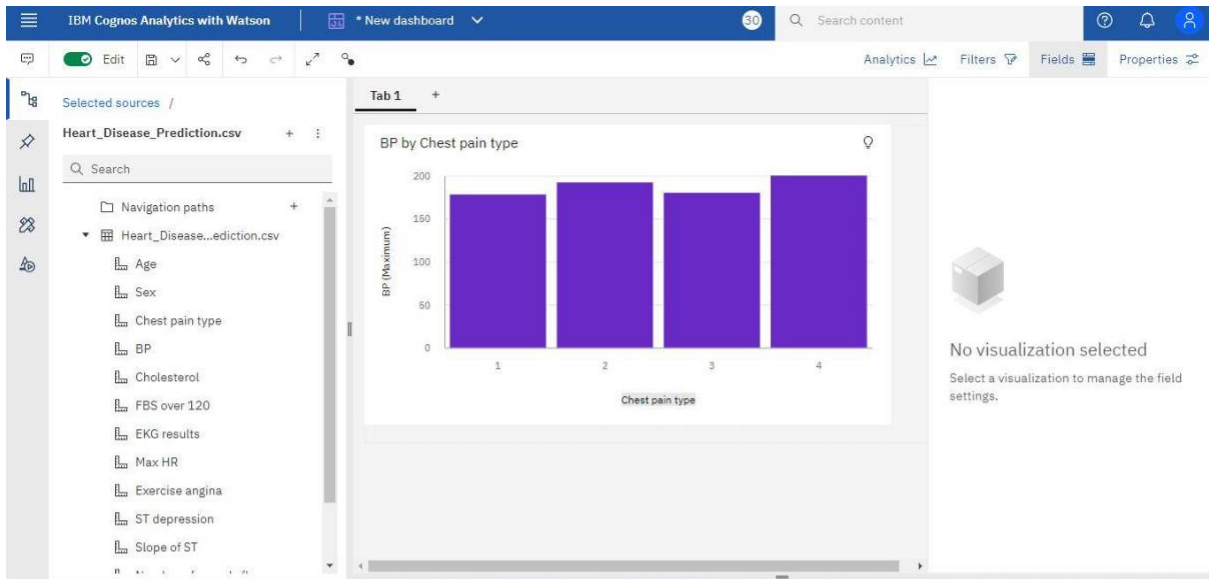 IBM Cognos Analytics with Watson
* New dashboard
30
Search content
Edit
Analytics
Filters
Fields
Properties
Selected sources /
Heart_Disease_Prediction.csv
Search
Navigation paths
Heart_Disease...ediction.csv
Age
Sex
Chest pain type
BP
Cholesterol
FBS over 120
EKG results
Max HR
Exercise angina
ST depression
Slope of ST
Tab 1 +
BP by Chest pain type
BP (Maximum)
200
150
100
50
0
1 2 3 4
Chest pain type
No visualization selected
Select a visualization to manage the field
settings.